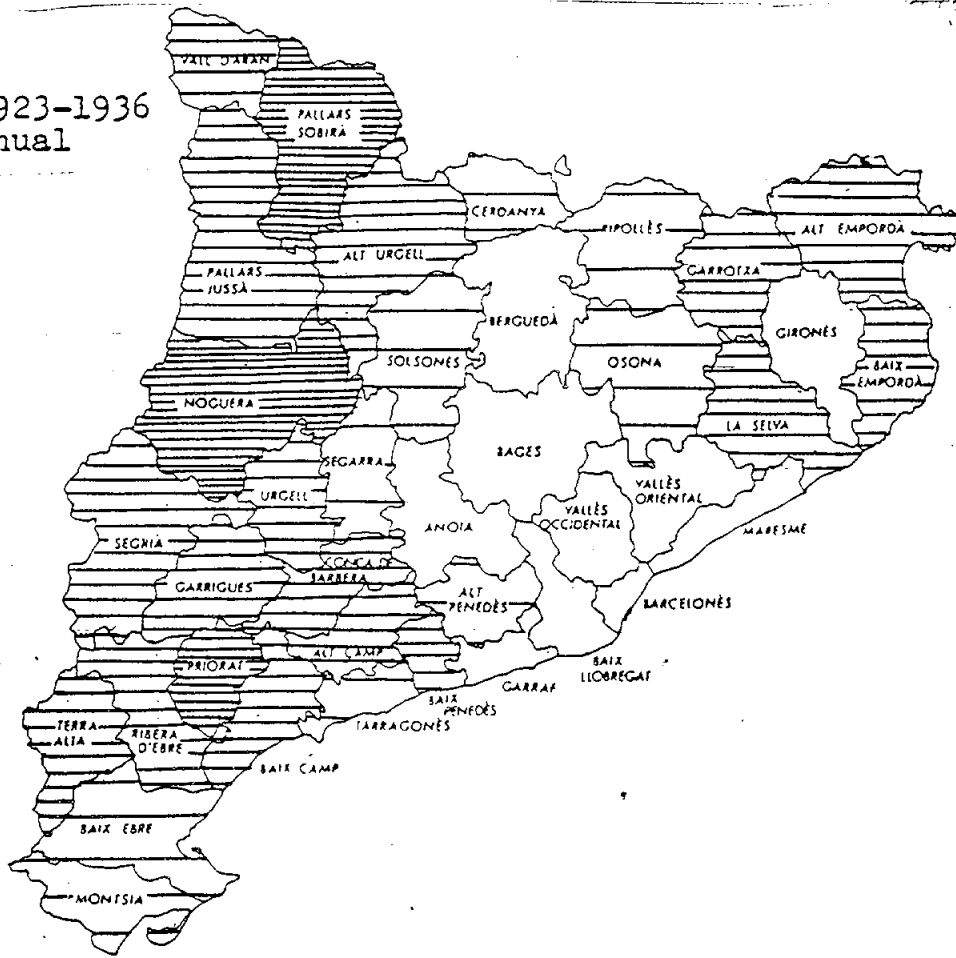 923-1936
nual
VALL D'ARAN
PALLARS
SOBIRÀ
CERDANYA
RIPOLLÈS
ALT EMPORDÀ
ALT URGELL
GARROTXA
PALLARS
JUSSÀ
BERGUEDÀ
GIRONÈS
SOLSONÈS
OSONA
BAIX
EMPORDÀ
NOGUERA
LA SELVA
SEGARRA
BAGES
URGELL
VALLÈS
ORIENTAL
VALLÈS
OCCIDENTAL
ANOIA
MARESME
SEGRIÀ
CONCA DE
BARBERÀ
GARRIGUES
ALT
PENEDÈS
BARCELONÈS
ALT CAMP
PRIORAT
BAIX
LLOBREGAT
GARRAF
BAIX
PENEDÈS
TARRAGONÈS
TERRA
ALTA
RIBERA
D'EBRE
BAIX CAMP
BAIX EBRE
MONTSIA